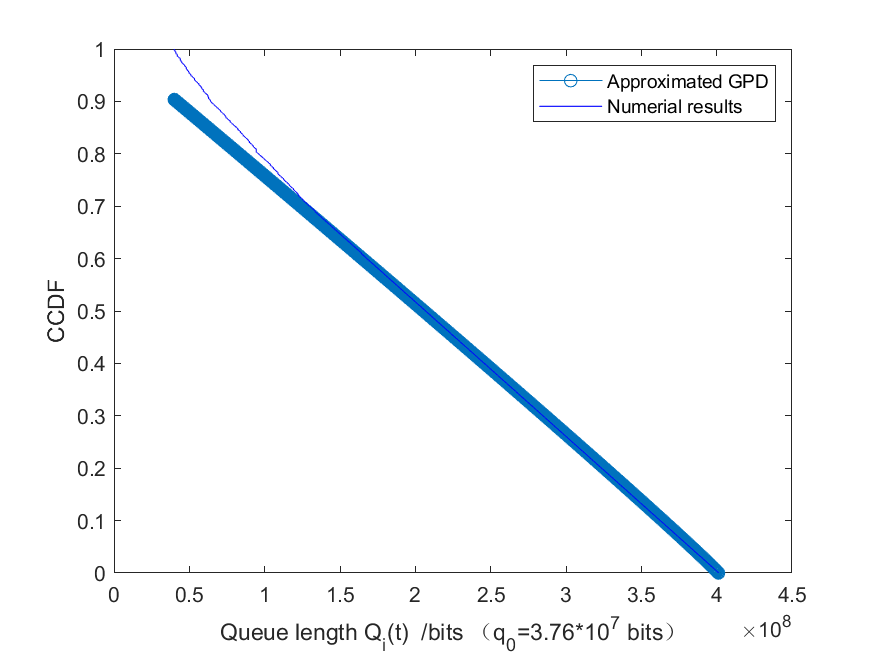 Approximated GPD
Numerial results
1
0.9
0.8
0.7
0.6
0.5
0.4
0.3
0.2
0.1
0
CCDF
0 0.5 1 1.5 2 2.5 3 3.5 4 4.5
×10^8
Queue length Q_i(t) /bits （q_0=3.76*10^7 bits）